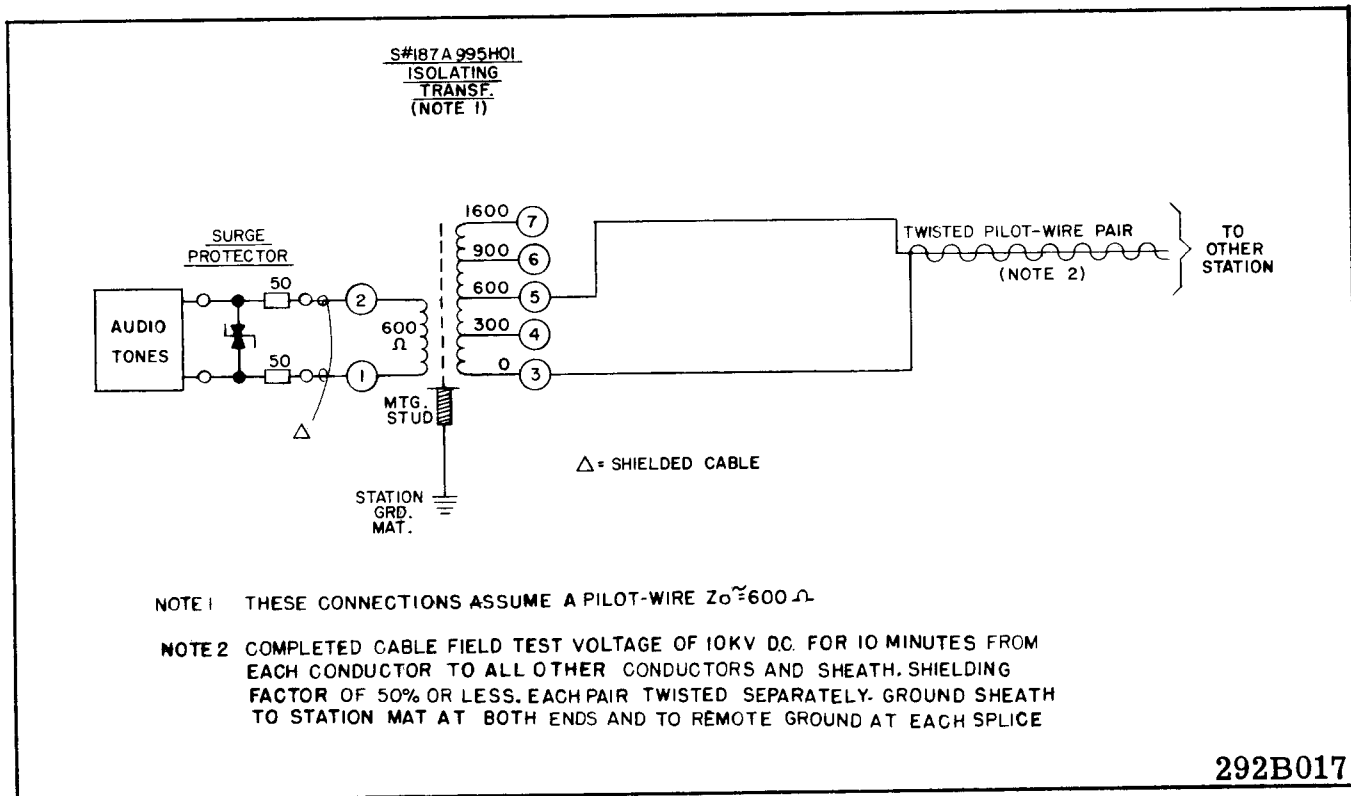 S#187A995H01
ISOLATING
TRANSF.
(NOTE 1)
SURGE
PROTECTOR
AUDIO
TONES
50
50
2
1
600
Ω
1600
7
900
6
600
5
300
4
0
3
MTG.
STUD
STATION
GRD.
MAT.
TWISTED PILOT-WIRE PAIR
(NOTE 2)
TO
OTHER
STATION
△
△ = SHIELDED CABLE
NOTE 1 THESE CONNECTIONS ASSUME A PILOT-WIRE Zo ≅ 600 Ω
NOTE 2 COMPLETED CABLE FIELD TEST VOLTAGE OF 10KV D.C. FOR 10 MINUTES FROM
EACH CONDUCTOR TO ALL OTHER CONDUCTORS AND SHEATH. SHIELDING
FACTOR OF 50% OR LESS. EACH PAIR TWISTED SEPARATELY. GROUND SHEATH
TO STATION MAT AT BOTH ENDS AND TO REMOTE GROUND AT EACH SPLICE
292B017